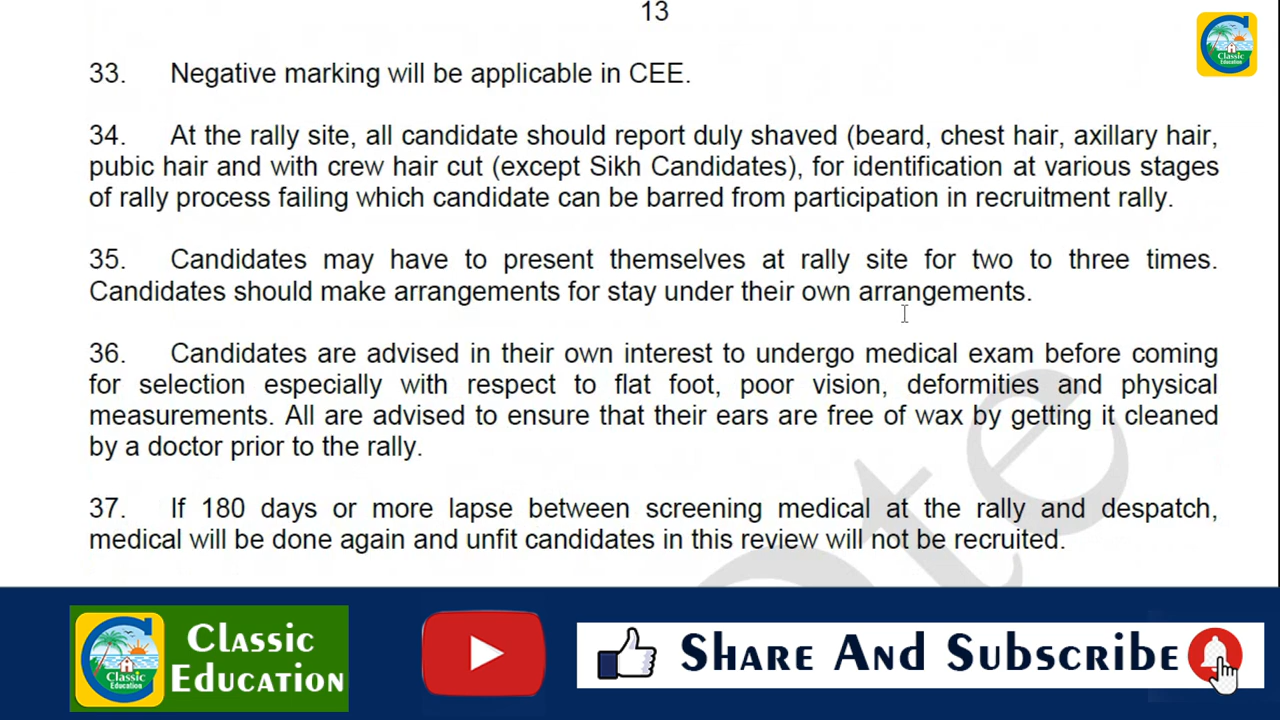 13
Classic
Education
33. Negative marking will be applicable in CEE.
34. At the rally site, all candidate should report duly shaved (beard, chest hair, axillary hair,
pubic hair and with crew hair cut (except Sikh Candidates), for identification at various stages
of rally process failing which candidate can be barred from participation in recruitment rally.
35. Candidates may have to present themselves at rally site for two to three times.
Candidates should make arrangements for stay under their own arrangements.
36. Candidates are advised in their own interest to undergo medical exam before coming
for selection especially with respect to flat foot, poor vision, deformities and physical
measurements. All are advised to ensure that their ears are free of wax by getting it cleaned
by a doctor prior to the rally.
37. If 180 days or more lapse between screening medical at the rally and despatch,
medical will be done again and unfit candidates in this review will not be recruited.
Classic
Education
Classic
Education
Share And Subscribe